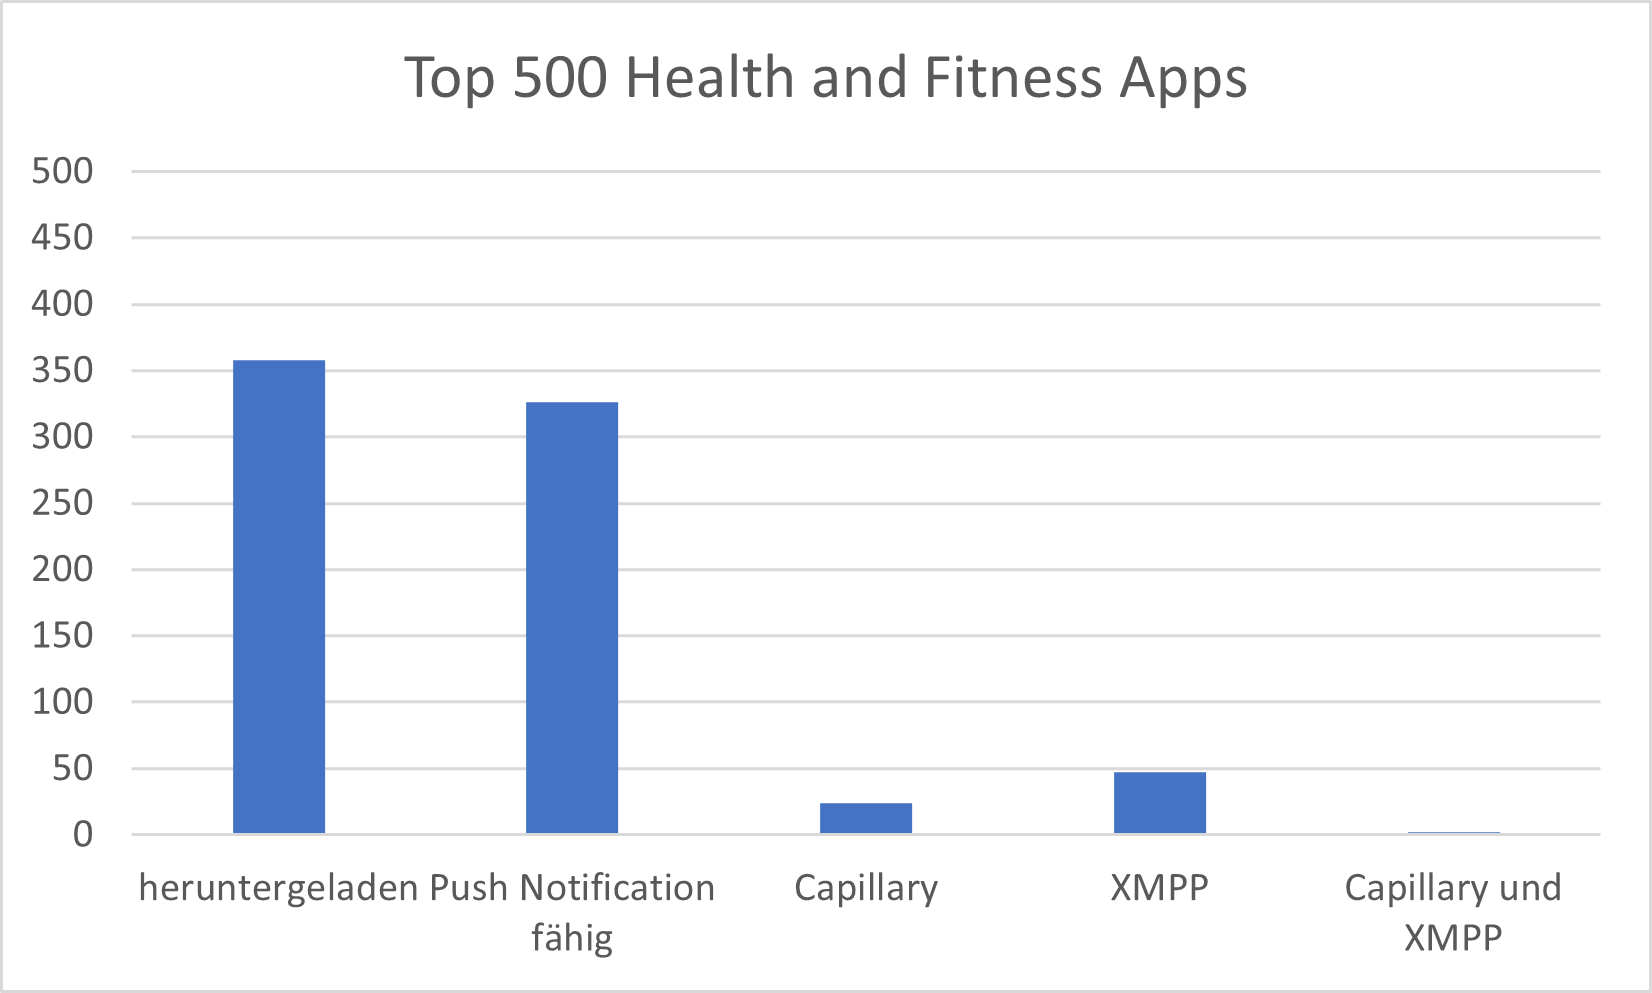 Top 500 Health and Fitness Apps
500
450
400
350
300
250
200
150
100
50
0
heruntergeladen
Push Notification
fähig
Capillary
XMPP
Capillary und
XMPP